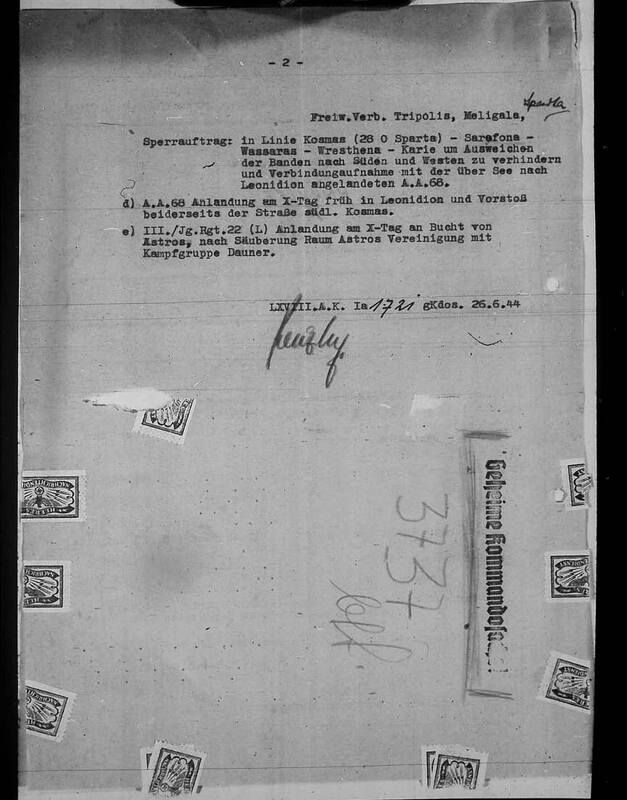 - 2 -
Sparta
Freiw.Verb. Tripolis, Meligala,
Sperrauftrag: in Linie Kosmas (28 O Sparta) - Sarefona -
Wassaras - Wresthena - Karie um Ausweichen
der Banden nach Süden und Westen zu verhindern
und Verbindungaufnahme mit der über See nach
Leonidion angelandeten A.A.68.
d) A.A.68 Anlandung am X-Tag früh in Leonidion und Vorstoß
beiderseits der Straße südl. Kosmas.
e) III./Jg.Rgt.22 (L) Anlandung am X-Tag an Bucht von
Astros, nach Säuberung Raum Astros Vereinigung mit
Kampfgruppe Dauner.
LXVIII.A.K. Ia 1721 gKdos. 26.6.44
Geheime Kommandosache!
3737